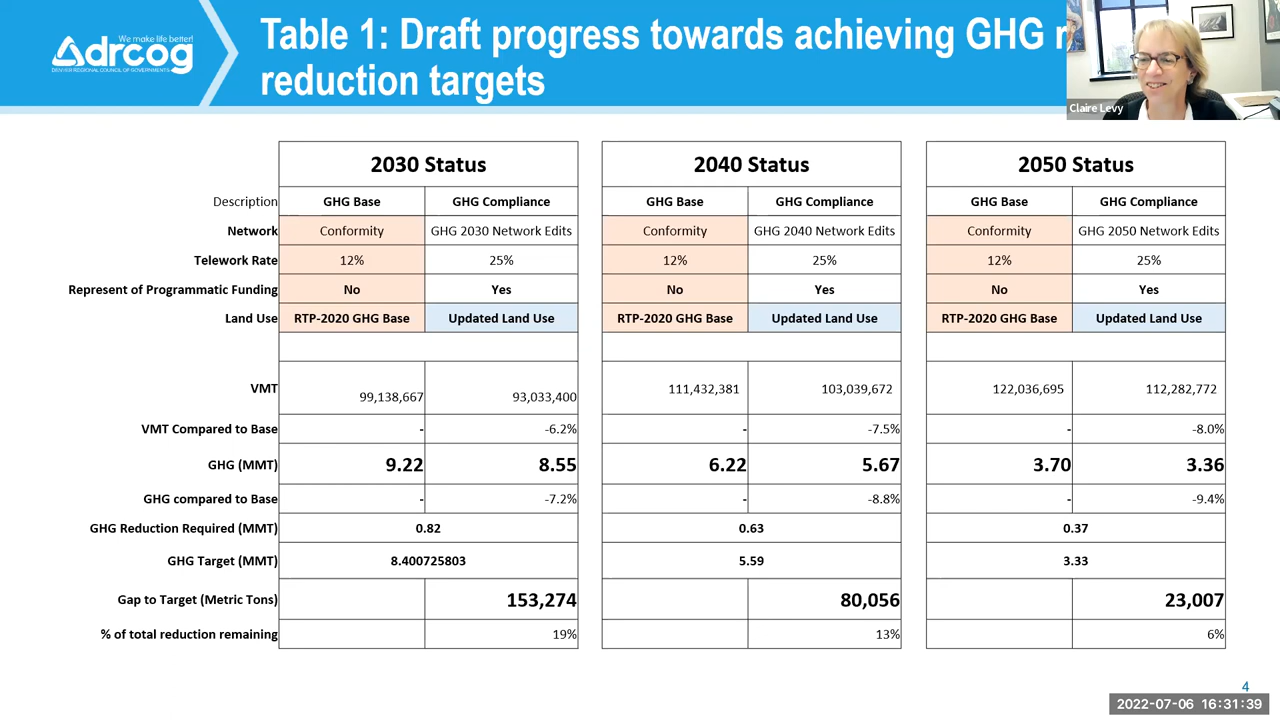 We make life better!
drcog
DENVER REGIONAL COUNCIL OF GOVERNMENTS
Table 1: Draft progress towards achieving GHG
reduction targets
Claire Levy
2030 Status 2040 Status 2050 Status
Description GHG Base GHG Compliance GHG Base GHG Compliance GHG Base GHG Compliance
Network Conformity GHG 2030 Network Edits Conformity GHG 2040 Network Edits Conformity GHG 2050 Network Edits
Telework Rate 12% 25% 12% 25% 12% 25%
Represent of Programmatic Funding No Yes No Yes No Yes
Land Use RTP-2020 GHG Base Updated Land Use RTP-2020 GHG Base Updated Land Use RTP-2020 GHG Base Updated Land Use
VMT 99,138,667 93,033,400 111,432,381 103,039,672 122,036,695 112,282,772
VMT Compared to Base - -6.2% - -7.5% - -8.0%
GHG (MMT) 9.22 8.55 6.22 5.67 3.70 3.36
GHG compared to Base - -7.2% - -8.8% - -9.4%
GHG Reduction Required (MMT) 0.82 0.63 0.37
GHG Target (MMT) 8.400725803 5.59 3.33
Gap to Target (Metric Tons) 153,274 80,056 23,007
% of total reduction remaining 19% 13% 6%
4
2022-07-06 16:31:39